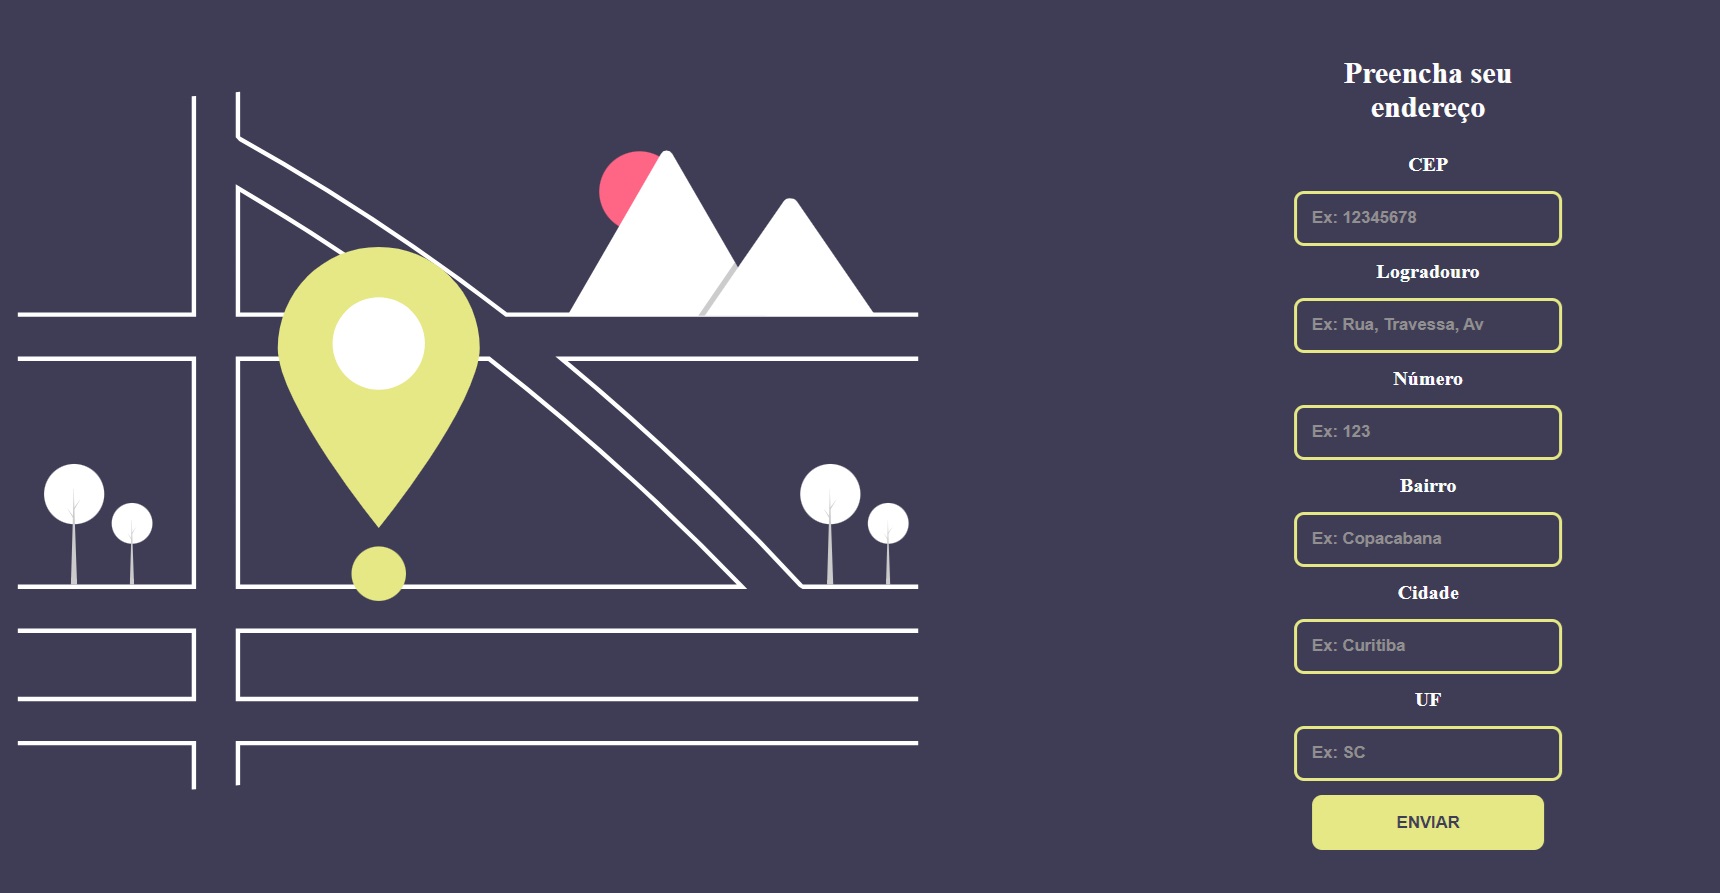 Preencha seu
endereço
CEP
Ex: 12345678
Logradouro
Ex: Rua, Travessa, Av
Número
Ex: 123
Bairro
Ex: Copacabana
Cidade
Ex: Curitiba
UF
Ex: SC
ENVIAR